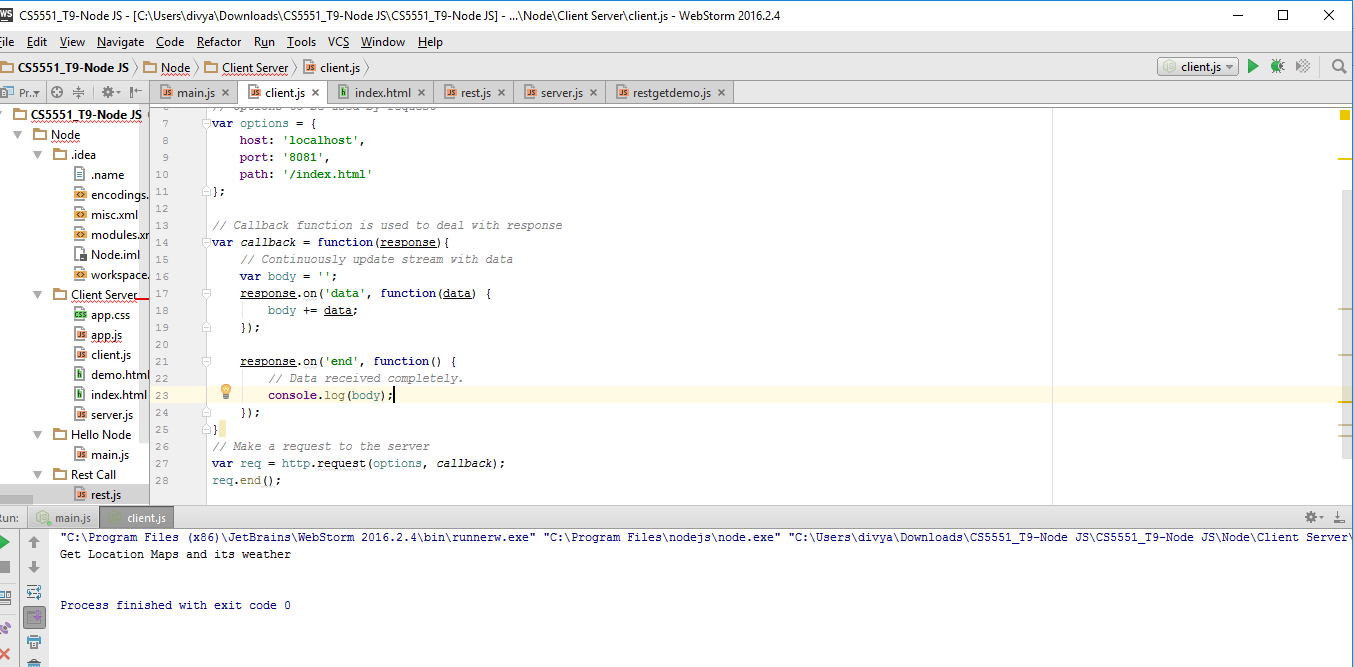 WS CS5551_T9-Node JS - [C:\Users\divya\Downloads\CS5551_T9-Node JS\CS5551_T9-Node JS] - ...\Node\Client Server\client.js - WebStorm 2016.2.4
File Edit View Navigate Code Refactor Run Tools VCS Window Help
CS5551_T9-Node JS Node Client Server client.js client.js
Pr.. main.js client.js index.html rest.js server.js restgetdemo.js
CS5551_T9-Node JS
Node
.idea
.name
encodings.
misc.xml
modules.xr
Node.iml
workspace.
Client Server
app.css
app.js
client.js
demo.html
index.html
server.js
Hello Node
main.js
Rest Call
rest.js
6 // Options to be used by request
7 var options = {
8 host: 'localhost',
9 port: '8081',
10 path: '/index.html'
11 };
12
13 // Callback function is used to deal with response
14 var callback = function(response){
15 // Continuously update stream with data
16 var body = '';
17 response.on('data', function(data) {
18 body += data;
19 });
20
21 response.on('end', function() {
22 // Data received completely.
23 console.log(body);
24 });
25 }
26 // Make a request to the server
27 var req = http.request(options, callback);
28 req.end();
Run: main.js client.js
"C:\Program Files (x86)\JetBrains\WebStorm 2016.2.4\bin\runnerw.exe" "C:\Program Files\nodejs\node.exe" "C:\Users\divya\Downloads\CS5551_T9-Node JS\CS5551_T9-Node JS\Node\Client Server\
Get Location Maps and its weather
Process finished with exit code 0